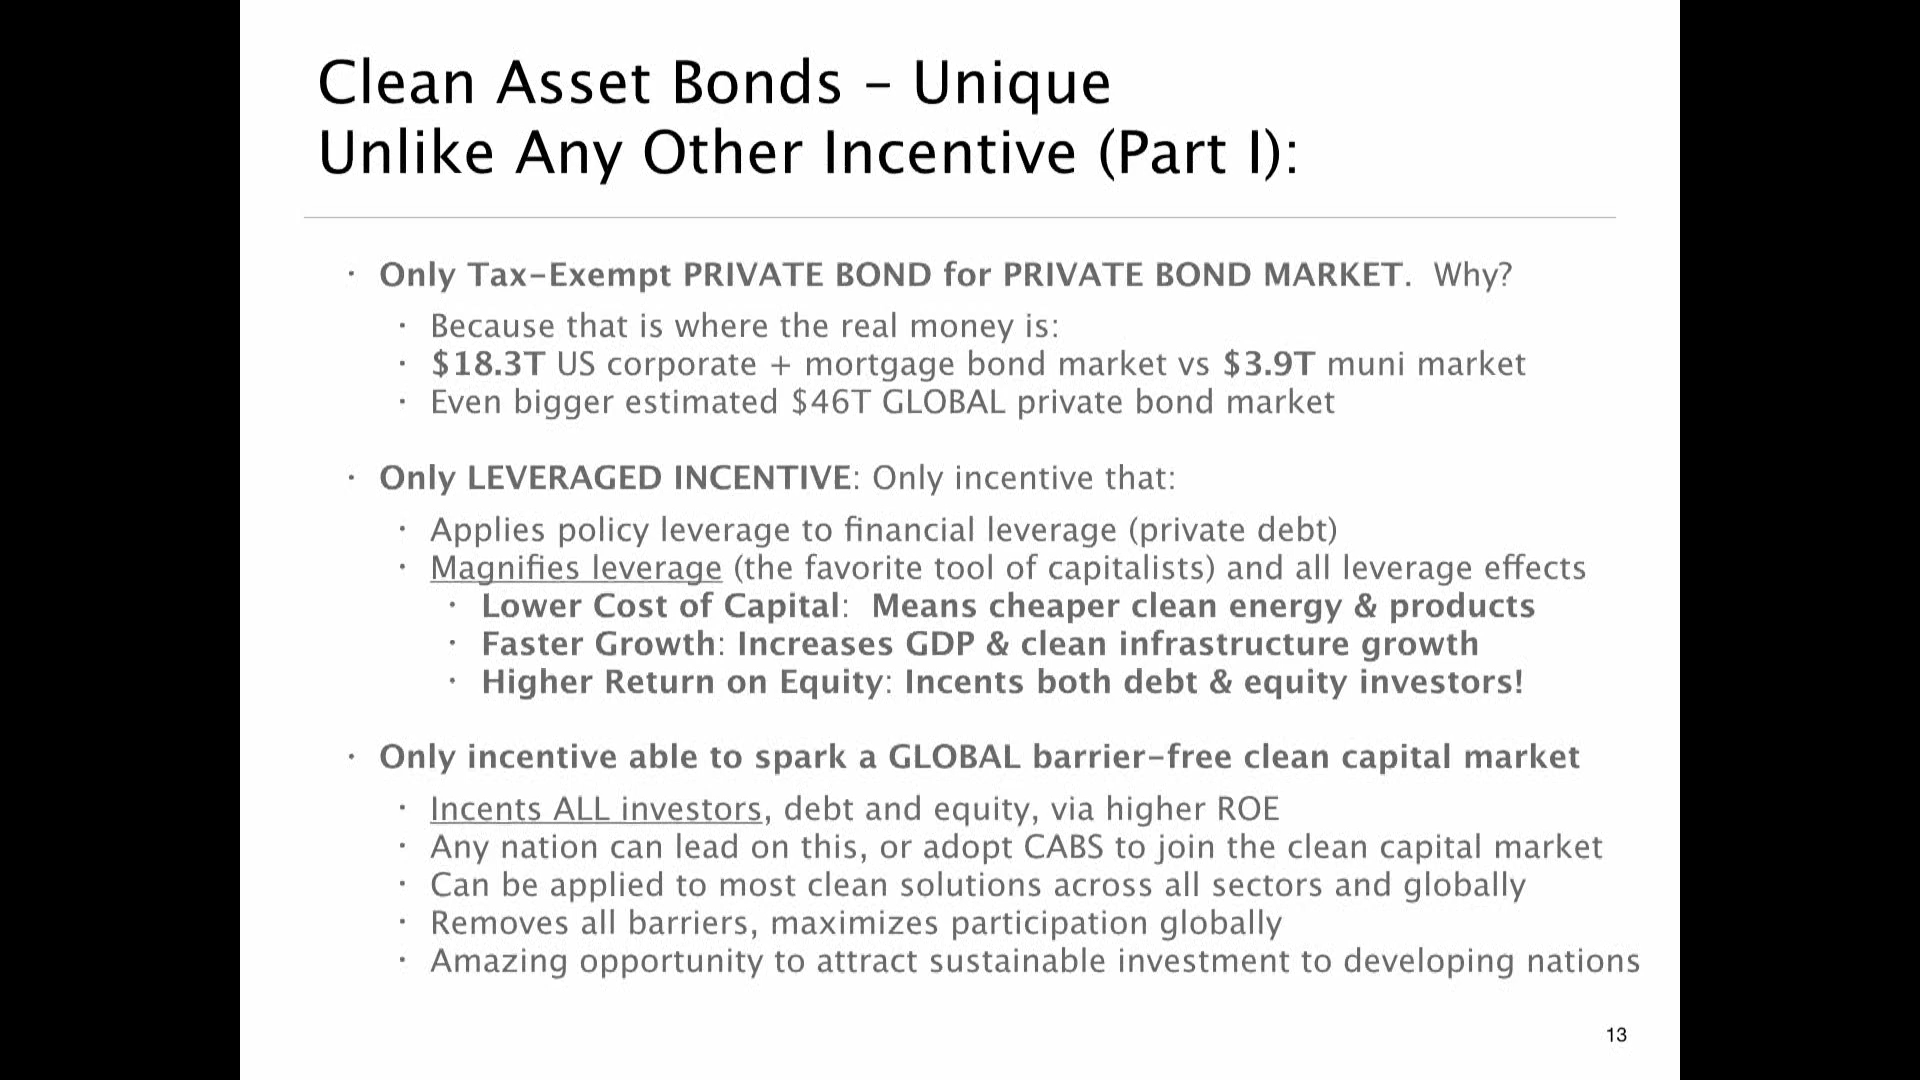 Clean Asset Bonds – Unique
Unlike Any Other Incentive (Part I):
· Only Tax-Exempt PRIVATE BOND for PRIVATE BOND MARKET. Why?
· Because that is where the real money is:
· $18.3T US corporate + mortgage bond market vs $3.9T muni market
· Even bigger estimated $46T GLOBAL private bond market
· Only LEVERAGED INCENTIVE: Only incentive that:
· Applies policy leverage to financial leverage (private debt)
· Magnifies leverage (the favorite tool of capitalists) and all leverage effects
· Lower Cost of Capital: Means cheaper clean energy & products
· Faster Growth: Increases GDP & clean infrastructure growth
· Higher Return on Equity: Incents both debt & equity investors!
· Only incentive able to spark a GLOBAL barrier-free clean capital market
· Incents ALL investors, debt and equity, via higher ROE
· Any nation can lead on this, or adopt CABS to join the clean capital market
· Can be applied to most clean solutions across all sectors and globally
· Removes all barriers, maximizes participation globally
· Amazing opportunity to attract sustainable investment to developing nations
13